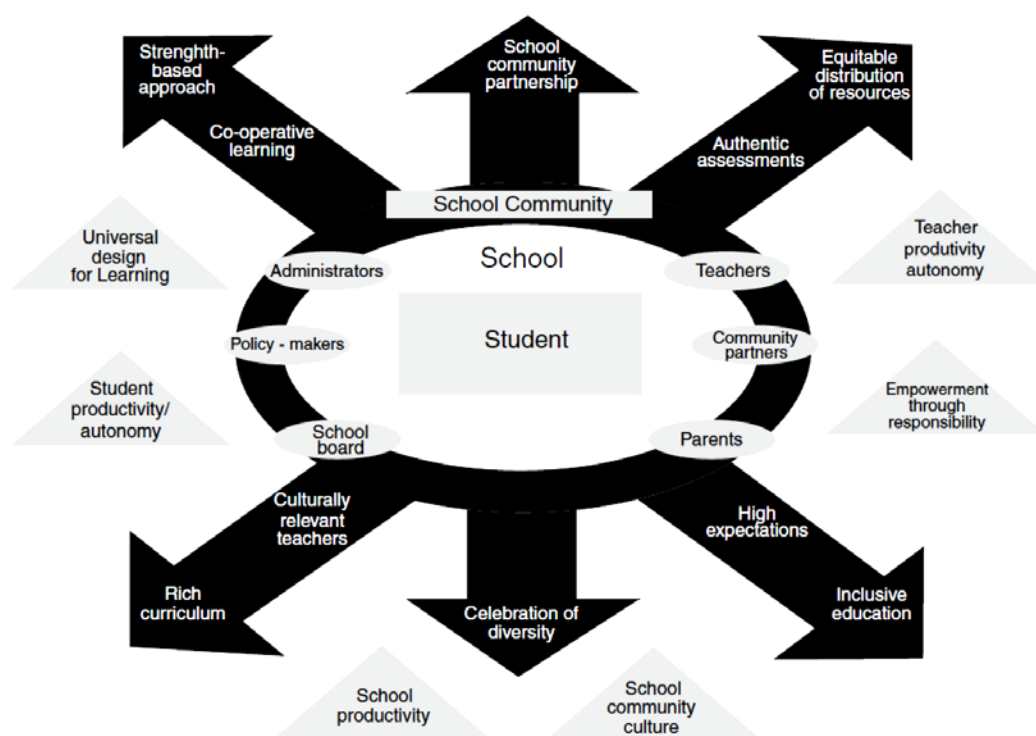 Strenghth-
based
approach
Co-operative
learning
School
community
partnership
Equitable
distribution
of resources
Authentic
assessments
School Community
School
Student
Administrators
Teachers
Policy - makers
Community
partners
School
board
Parents
Universal
design
for Learning
Teacher
produtivity
autonomy
Student
productivity/
autonomy
Empowerment
through
responsibility
Culturally
relevant
teachers
Rich
curriculum
Celebration of
diversity
High
expectations
Inclusive
education
School
productivity
School
community
culture